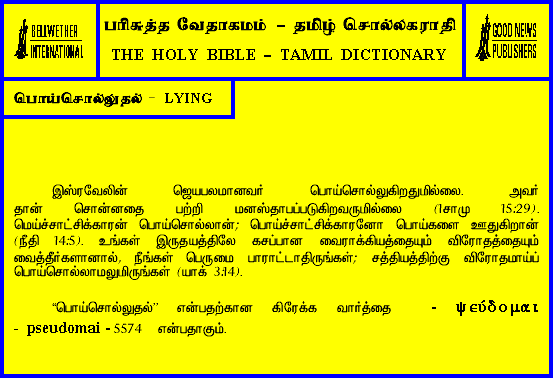 BELLWETHER
INTERNATIONAL
பரிசுத்த வேதாகமம் – தமிழ் சொல்லகராதி
THE HOLY BIBLE – TAMIL DICTIONARY
GOOD NEWS
PUBLISHERS
பொய்சொல்லுதல் – LYING
இஸ்ரவேலின் ஜெயபலமானவர் பொய்சொல்லுகிறதுமில்லை. அவர்
தான் சொன்னதை பற்றி மனஸ்தாபப்படுகிறவருமில்லை (1சாமு 15:29).
மெய்ச்சாட்சிக்காரன் பொய்சொல்லான்; பொய்ச்சாட்சிக்காரனோ பொய்களை ஊதுகிறான்
(நீதி 14:5). உங்கள் இருதயத்திலே கசப்பான வைராக்கியத்தையும் விரோதத்தையும்
வைத்தீர்களானால், நீங்கள் பெருமை பாராட்டாதிருங்கள்; சத்தியத்திற்கு விரோதமாய்ப்
பொய்சொல்லாமலுமிருங்கள் (யாக் 3:14).
“பொய்சொல்லுதல்” என்பதற்கான கிரேக்க வார்த்தை - ψεύδομαι
- pseudomai - 5574 என்பதாகும்.